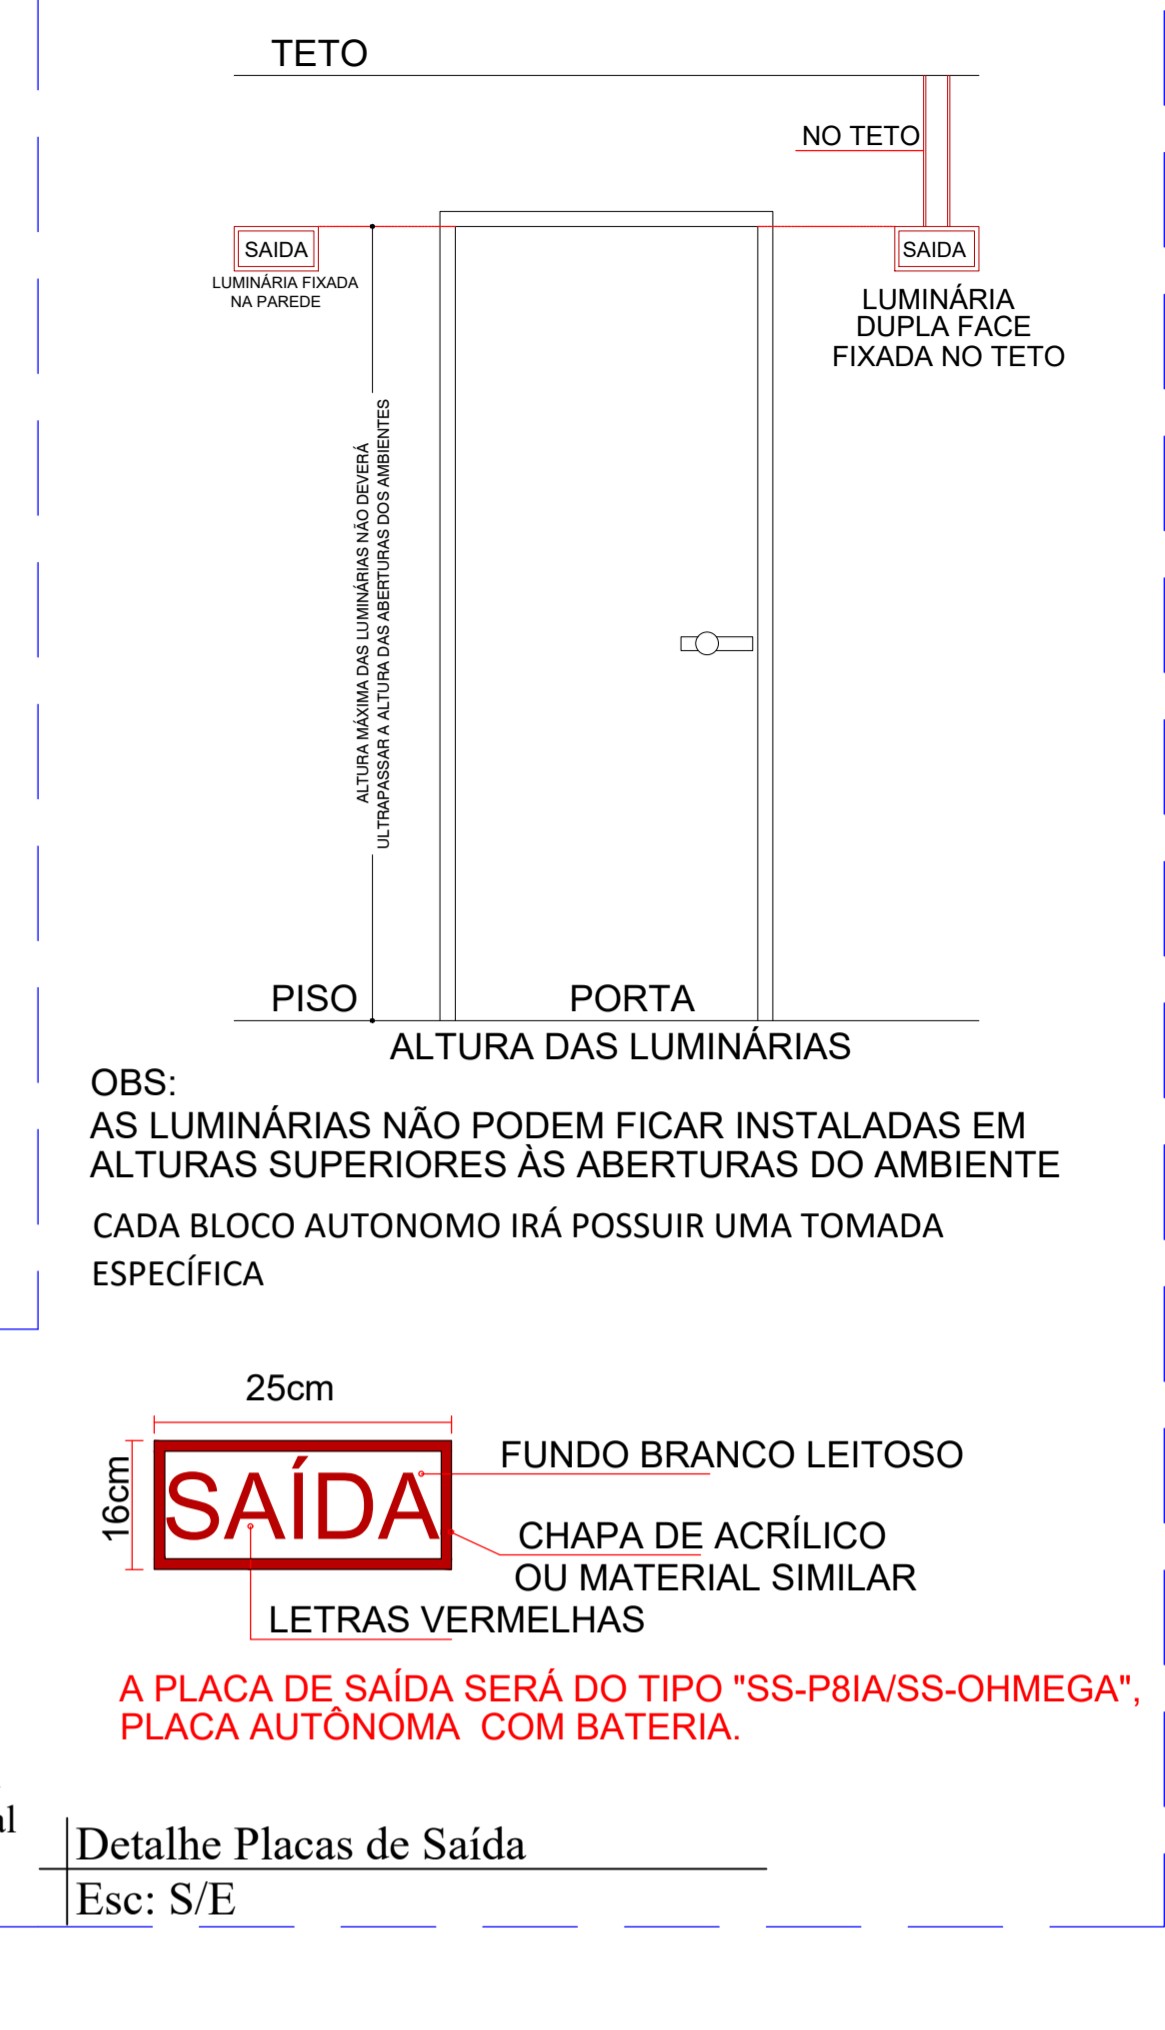 TETO
NO TETO
SAIDA
SAIDA
LUMINÁRIA FIXADA
NA PAREDE
LUMINÁRIA
DUPLA FACE
FIXADA NO TETO
ALTURA MÁXIMA DAS LUMINÁRIAS NÃO DEVERÁ
ULTRAPASSAR A ALTURA DAS ABERTURAS DOS AMBIENTES
PISO
PORTA
ALTURA DAS LUMINÁRIAS
OBS:
AS LUMINÁRIAS NÃO PODEM FICAR INSTALADAS EM
ALTURAS SUPERIORES ÀS ABERTURAS DO AMBIENTE
CADA BLOCO AUTONOMO IRÁ POSSUIR UMA TOMADA
ESPECÍFICA
25cm
16cm
SAÍDA
FUNDO BRANCO LEITOSO
CHAPA DE ACRÍLICO
OU MATERIAL SIMILAR
LETRAS VERMELHAS
A PLACA DE SAÍDA SERÁ DO TIPO "SS-P8IA/SS-OHMEGA",
PLACA AUTÔNOMA COM BATERIA.
Detalhe Placas de Saída
Esc: S/E